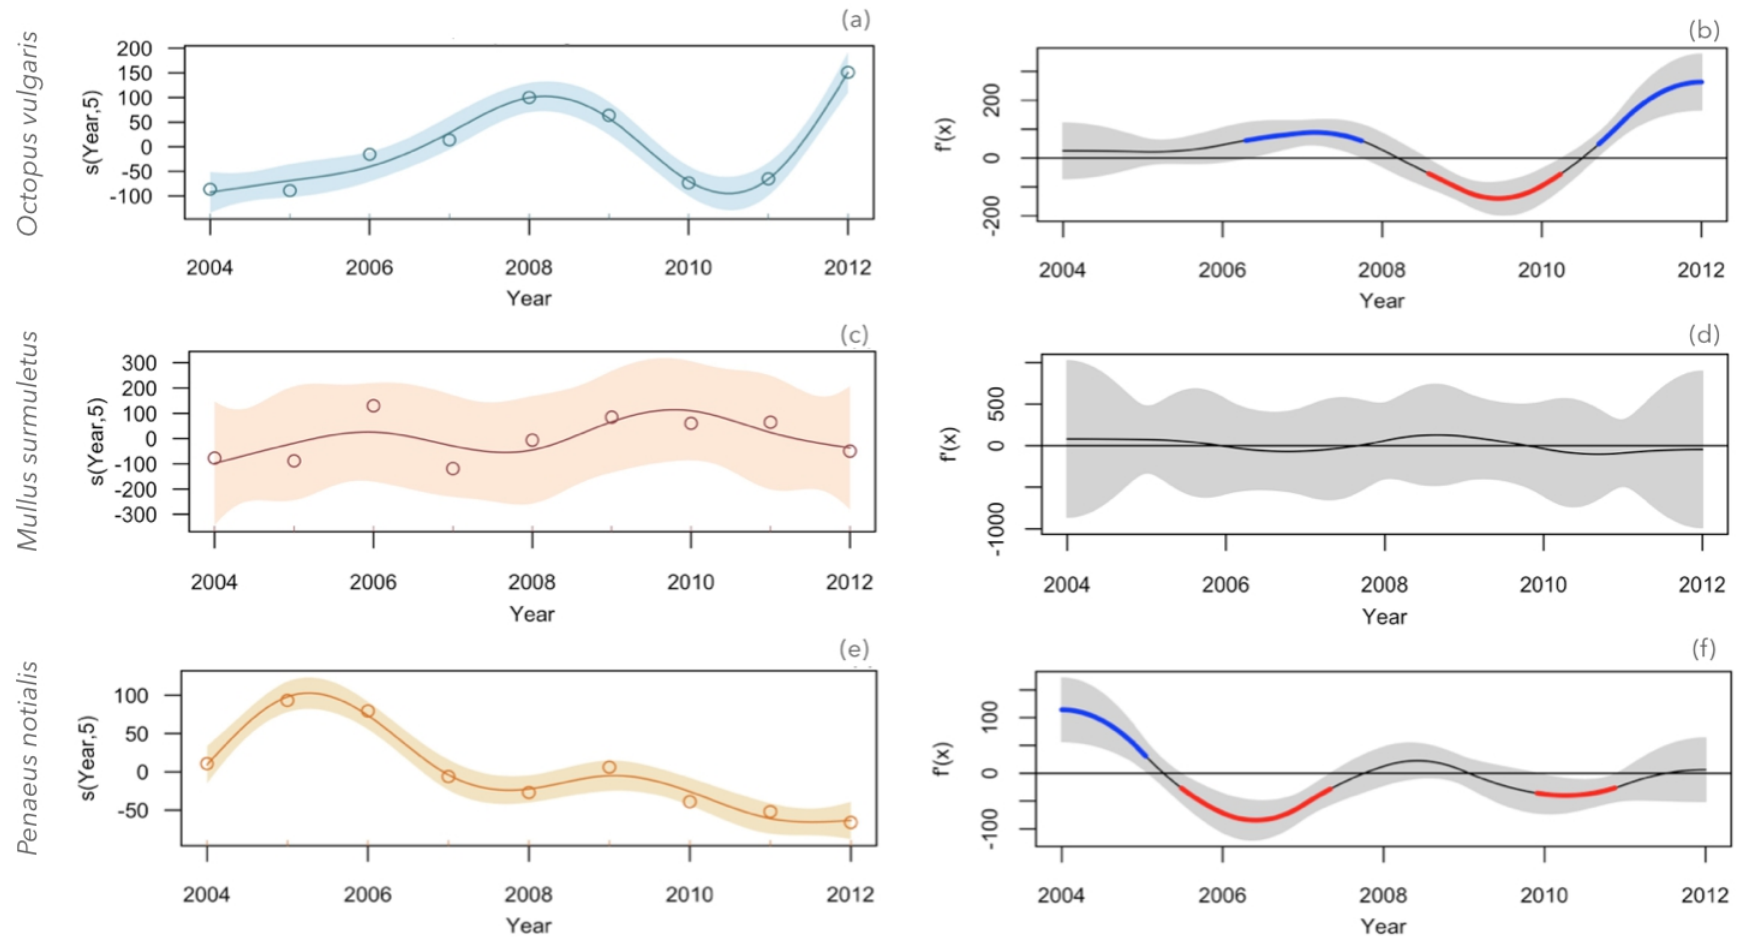 Octopus vulgaris
(a)
s(Year,5)
200
150
100
50
0
-50
-100
2004 2006 2008 2010 2012
Year
(b)
f'(x)
200
0
-200
2004 2006 2008 2010 2012
Year
Mullus surmuletus
(c)
s(Year,5)
300
200
100
0
-100
-200
-300
2004 2006 2008 2010 2012
Year
(d)
f'(x)
500
0
-1000
2004 2006 2008 2010 2012
Year
Penaeus notialis
(e)
s(Year,5)
100
50
0
-50
2004 2006 2008 2010 2012
Year
(f)
f'(x)
100
0
-100
2004 2006 2008 2010 2012
Year